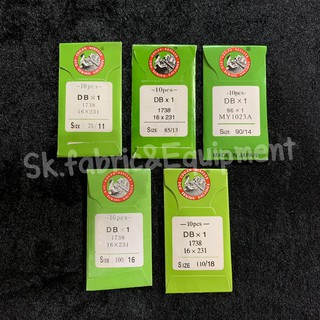 10pcs
DB × 1
1738
16×231
SIZE 75/11
10pcs
DB × 1
1738
16 x 231
SIZE 85/13
10pcs
DB × 1
96 × 1
MY1023A
SIZE 90/14
Sk.fabric&Equipment
10pcs
DB × 1
1738
16×231
SIZE 100 16
10pcs
DB × 1
1738
16 x 231
SIZE 110/18